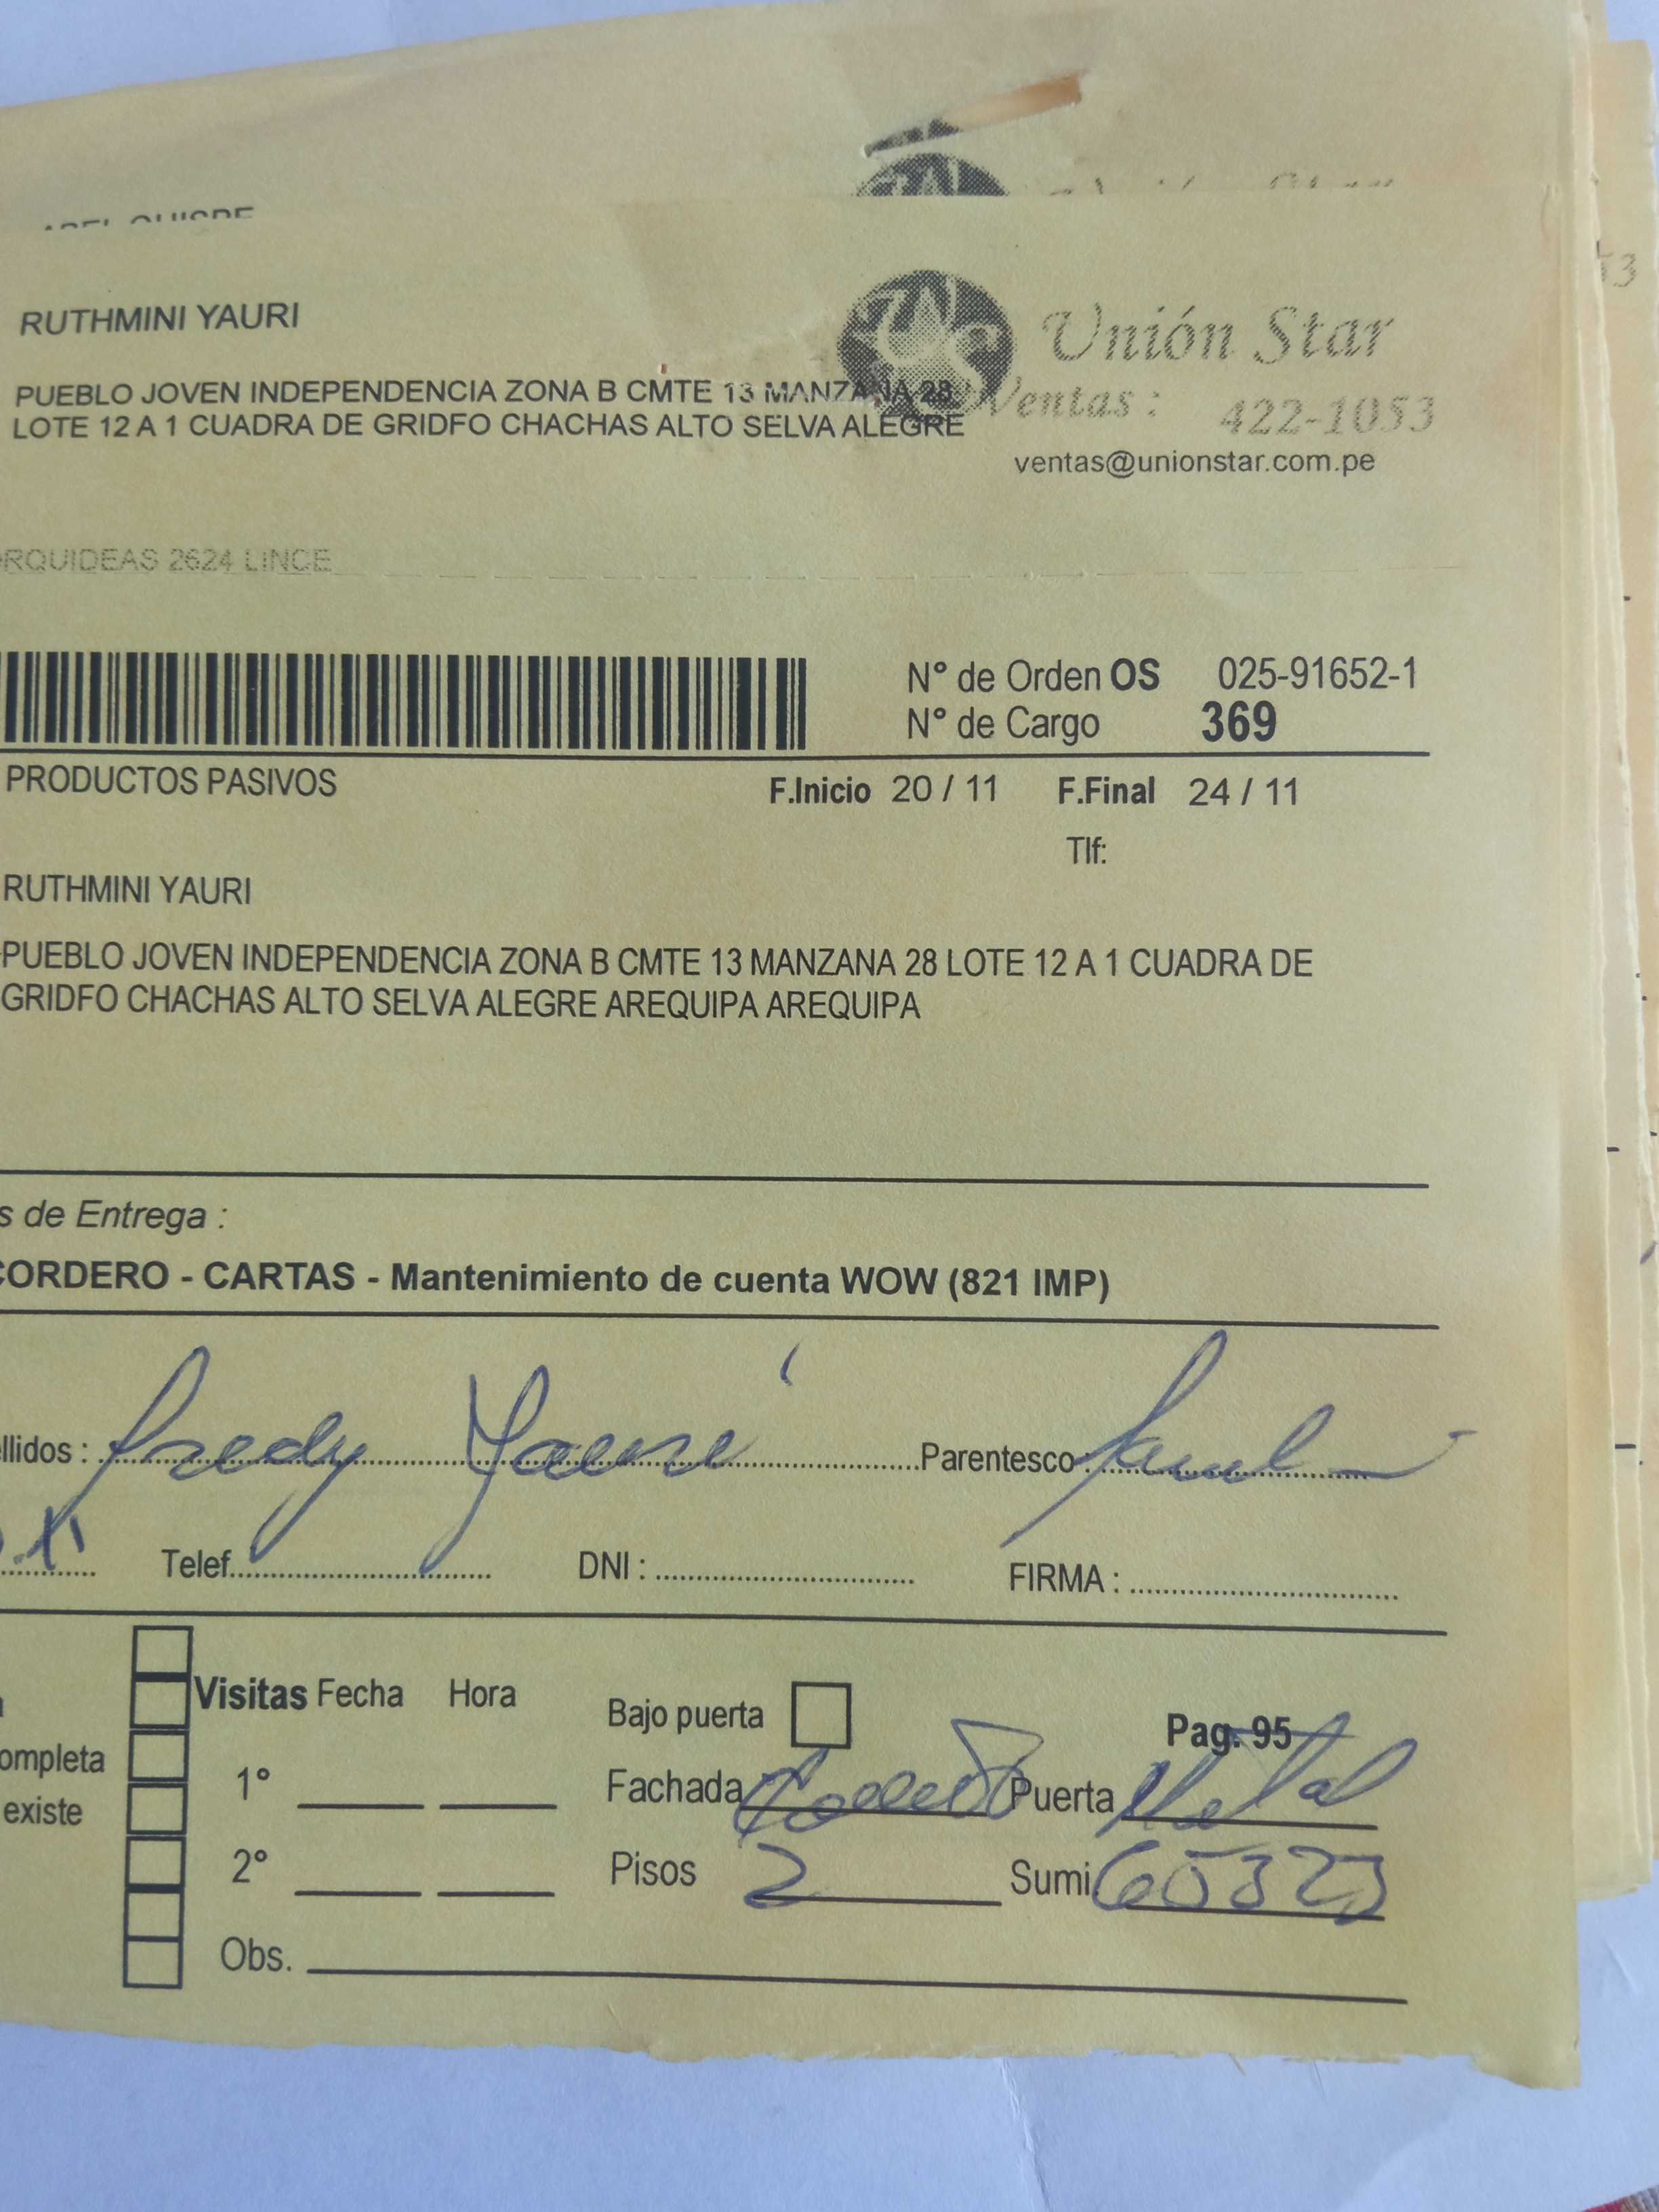 RUTHMINI YAURI
Unión Star
PUEBLO JOVEN INDEPENDENCIA ZONA B CMTE 13 MANZANA 28
Ventas : 422-1053
LOTE 12 A 1 CUADRA DE GRIDFO CHACHAS ALTO SELVA ALEGRE
ventas@unionstar.com.pe
RQUIDEAS 2624 LINCE
N° de Orden OS 025-91652-1
N° de Cargo 369
PRODUCTOS PASIVOS F.Inicio 20 / 11 F.Final 24 / 11
Tlf:
RUTHMINI YAURI
PUEBLO JOVEN INDEPENDENCIA ZONA B CMTE 13 MANZANA 28 LOTE 12 A 1 CUADRA DE
GRIDFO CHACHAS ALTO SELVA ALEGRE AREQUIPA AREQUIPA
s de Entrega :
CORDERO - CARTAS - Mantenimiento de cuenta WOW (821 IMP)
llidos : Fredy Yauri Parentesco :
Telef. DNI : FIRMA :
Visitas Fecha Hora Bajo puerta Pag. 95
ompleta
1° Fachada Puerta Metal
existe
2° Pisos 2 Sumi 65323
Obs.